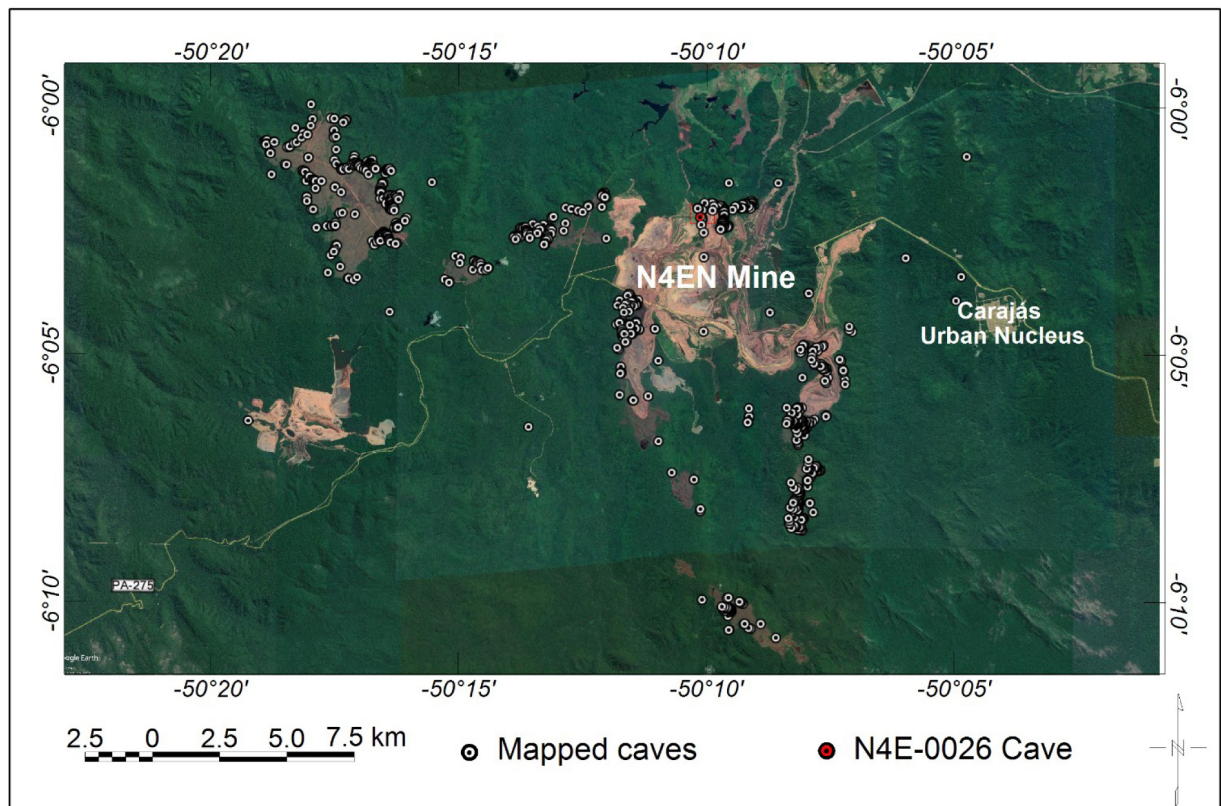 -50°20' -50°15' -50°10' -50°05'
-6°00' -6°00'
N4EN Mine
Carajás
Urban Nucleus
-6°05' -6°05'
PA-275
-6°10' -6°10'
ogle Earth
-50°20' -50°15' -50°10' -50°05'
2.5 0 2.5 5.0 7.5 km
Mapped caves
N4E-0026 Cave
N